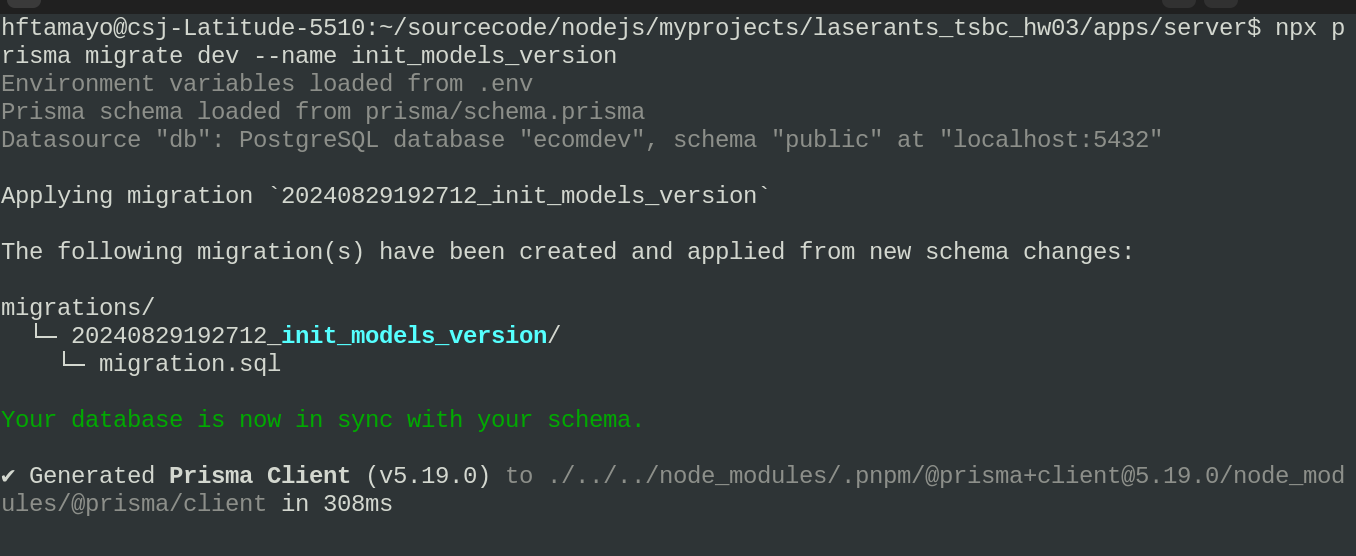 hftamayo@csj-Latitude-5510:~/sourcecode/nodejs/myprojects/laserants_tsbc_hw03/apps/server$ npx p
risma migrate dev --name init_models_version
Environment variables loaded from .env
Prisma schema loaded from prisma/schema.prisma
Datasource "db": PostgreSQL database "ecomdev", schema "public" at "localhost:5432"
Applying migration `20240829192712_init_models_version`
The following migration(s) have been created and applied from new schema changes:
migrations/
  └─ 20240829192712_init_models_version/
    └─ migration.sql
Your database is now in sync with your schema.
✔ Generated Prisma Client (v5.19.0) to ./../../node_modules/.pnpm/@prisma+client@5.19.0/node_mod
ules/@prisma/client in 308ms